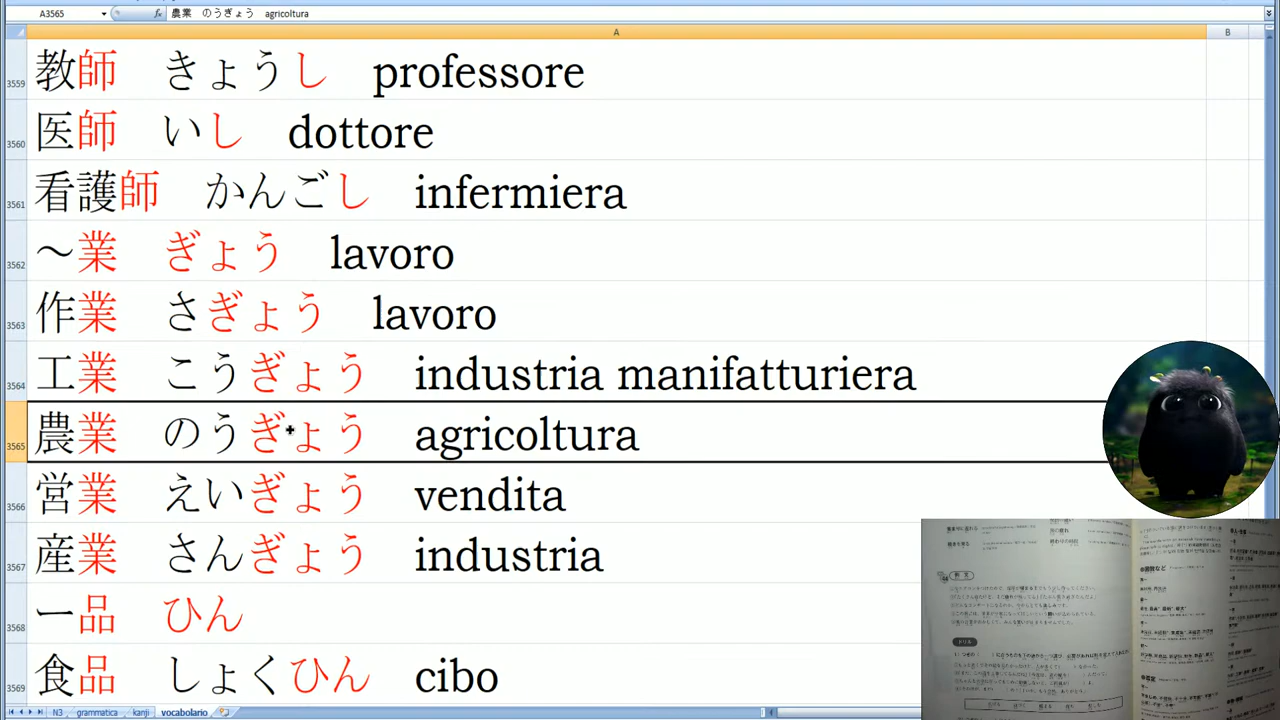 A3565 fx 農業　のうぎょう　agricoltura
A B
3559 教師　きょうし　professore
3560 医師　いし　dottore
3561 看護師　かんごし　infermiera
3562 ～業　ぎょう　lavoro
3563 作業　さぎょう　lavoro
3564 工業　こうぎょう　industria manifatturiera
3565 農業　のうぎょう　agricoltura
3566 営業　えいぎょう　vendita
3567 産業　さんぎょう　industria
3568 ー品　ひん
3569 食品　しょくひん　cibo
N3 grammatica kanji vocabolario